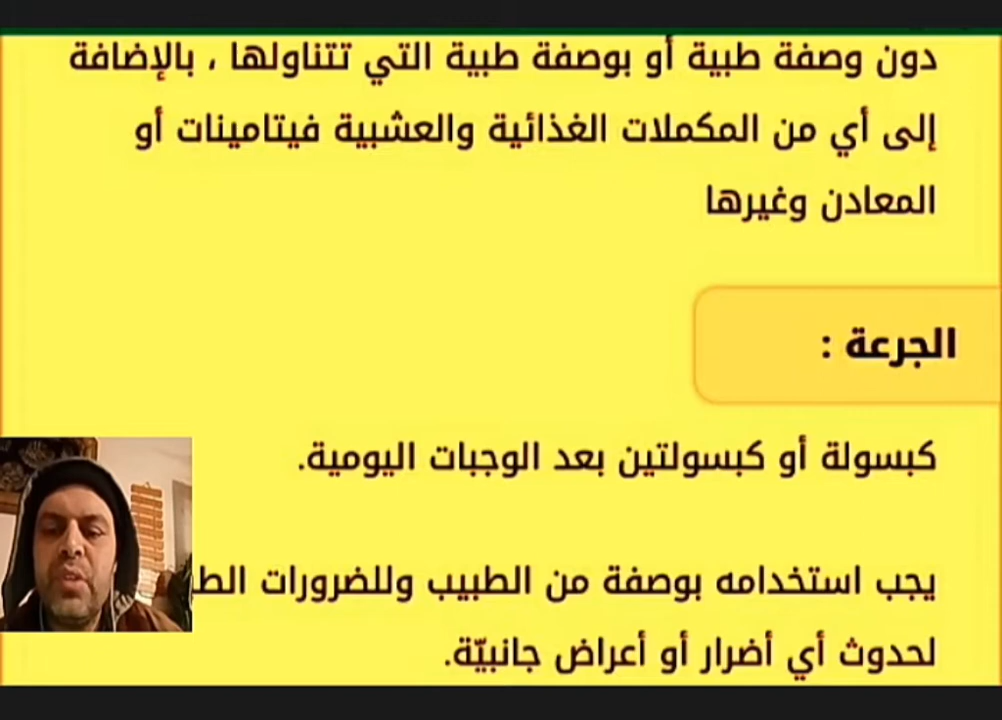 دون وصفة طبية أو بوصفة طبية التي تتناولها ، بالإضافة
إلى أي من المكملات الغذائية والعشبية فيتامينات أو
المعادن وغيرها
الجرعة :
كبسولة أو كبسولتين بعد الوجبات اليومية.
يجب استخدامه بوصفة من الطبيب وللضرورات
لحدوث أي أضرار أو أعراض جانبيّة.